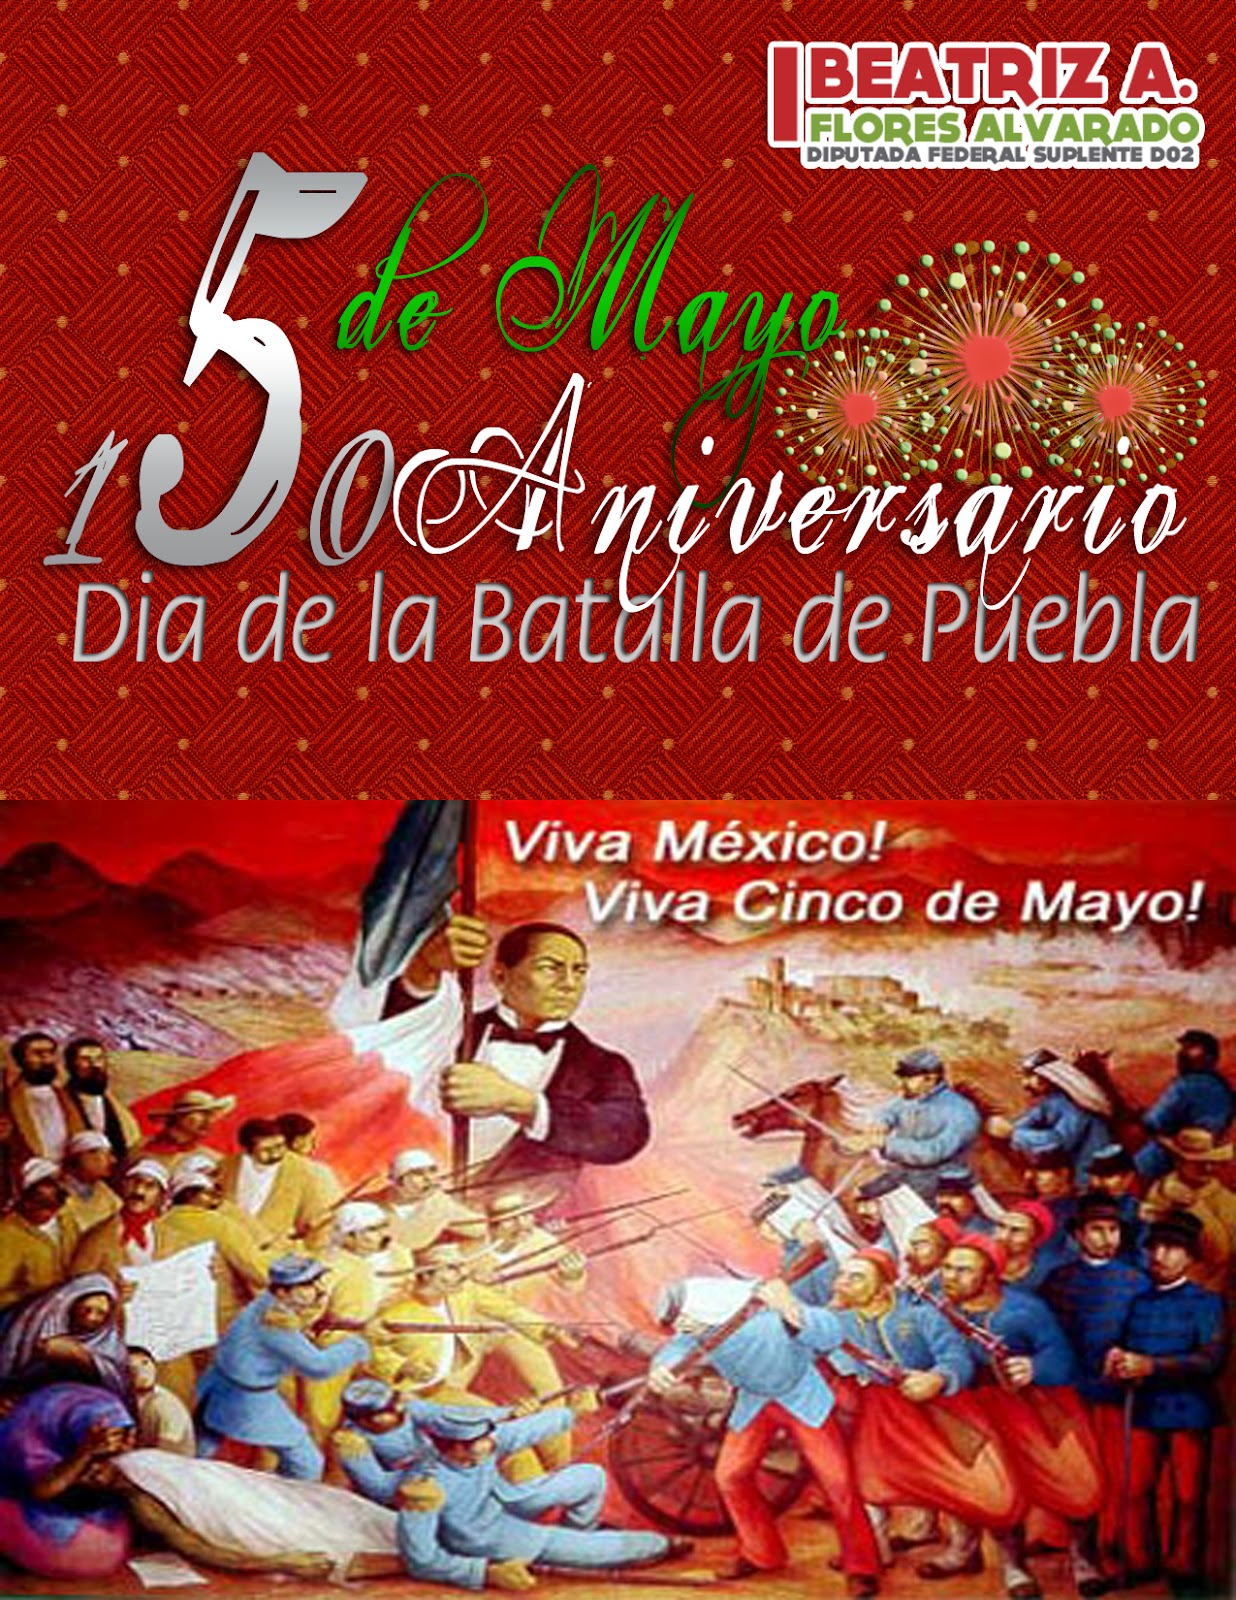 BEATRIZ A.
FLORES ALVARADO
DIPUTADA FEDERAL SUPLENTE D02
5 de Mayo
150 Aniversario
Dia de la Batalla de Puebla
Viva México!
Viva Cinco de Mayo!